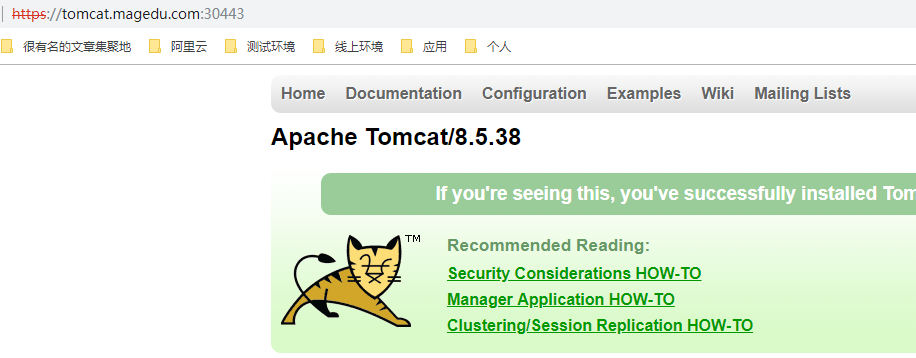 https://tomcat.magedu.com:30443
很有名的文章集聚地 阿里云 测试环境 线上环境 应用 个人
Home Documentation Configuration Examples Wiki Mailing Lists
Apache Tomcat/8.5.38
If you're seeing this, you've successfully installed Tom
TM
Recommended Reading:
Security Considerations HOW-TO
Manager Application HOW-TO
Clustering/Session Replication HOW-TO